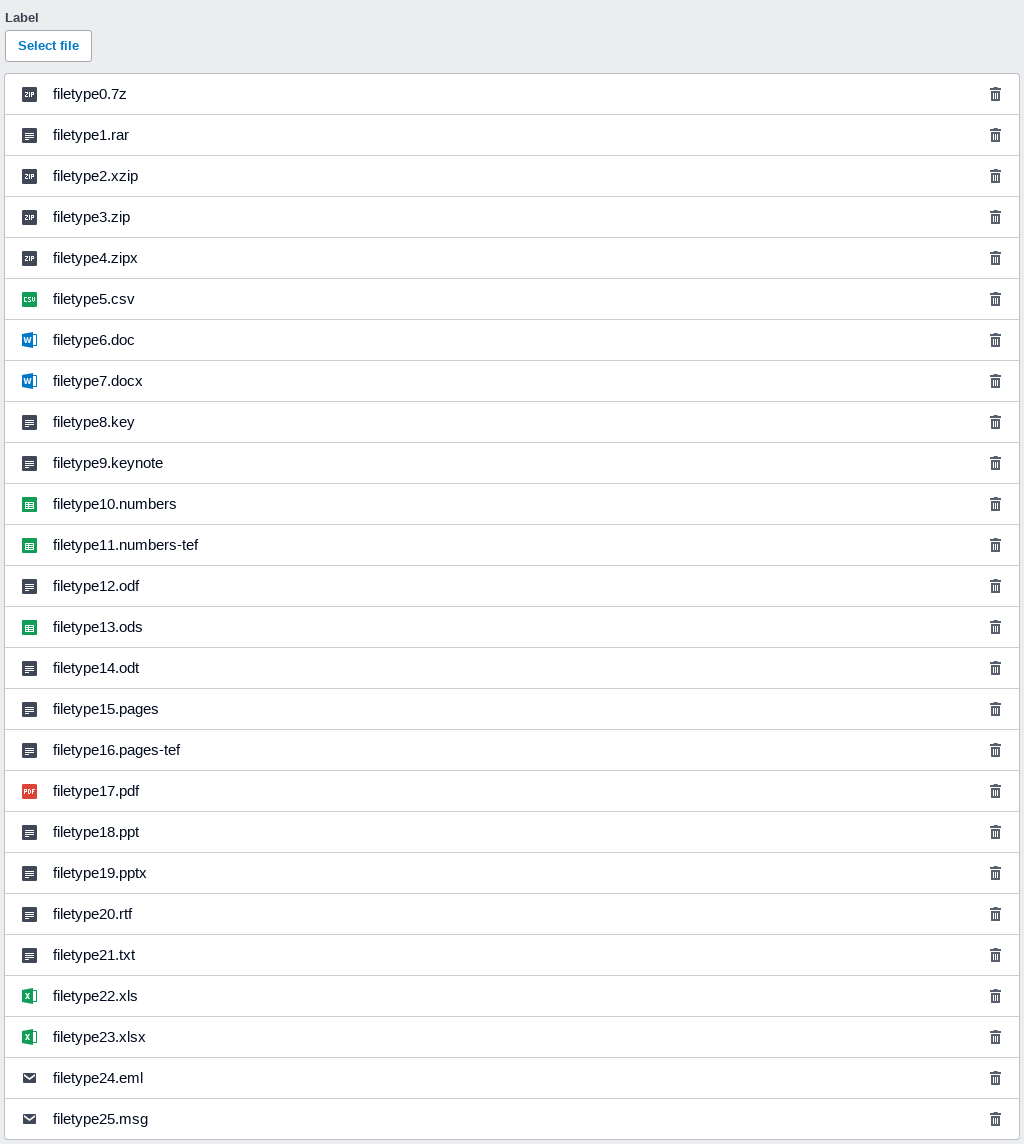 Label
Select file
ZIP filetype0.7z
filetype1.rar
ZIP filetype2.xzip
ZIP filetype3.zip
ZIP filetype4.zipx
CSV filetype5.csv
W filetype6.doc
W filetype7.docx
filetype8.key
filetype9.keynote
filetype10.numbers
filetype11.numbers-tef
filetype12.odf
filetype13.ods
filetype14.odt
filetype15.pages
filetype16.pages-tef
PDF filetype17.pdf
filetype18.ppt
filetype19.pptx
filetype20.rtf
filetype21.txt
X filetype22.xls
X filetype23.xlsx
filetype24.eml
filetype25.msg